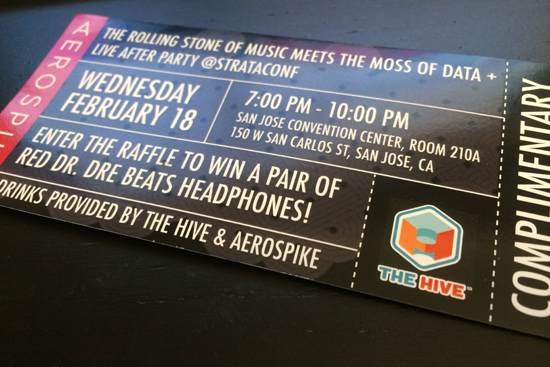 AEROSPI
THE ROLLING STONE OF MUSIC MEETS THE MOSS OF DATA +
LIVE AFTER PARTY @STRATACONF
WEDNESDAY
FEBRUARY 18
7:00 PM - 10:00 PM
SAN JOSE CONVENTION CENTER, ROOM 210A
150 W SAN CARLOS ST, SAN JOSE, CA
ENTER THE RAFFLE TO WIN A PAIR OF
RED DR. DRE BEATS HEADPHONES!
DRINKS PROVIDED BY THE HIVE & AEROSPIKE
THE HIVE
COMPLIMENTARY